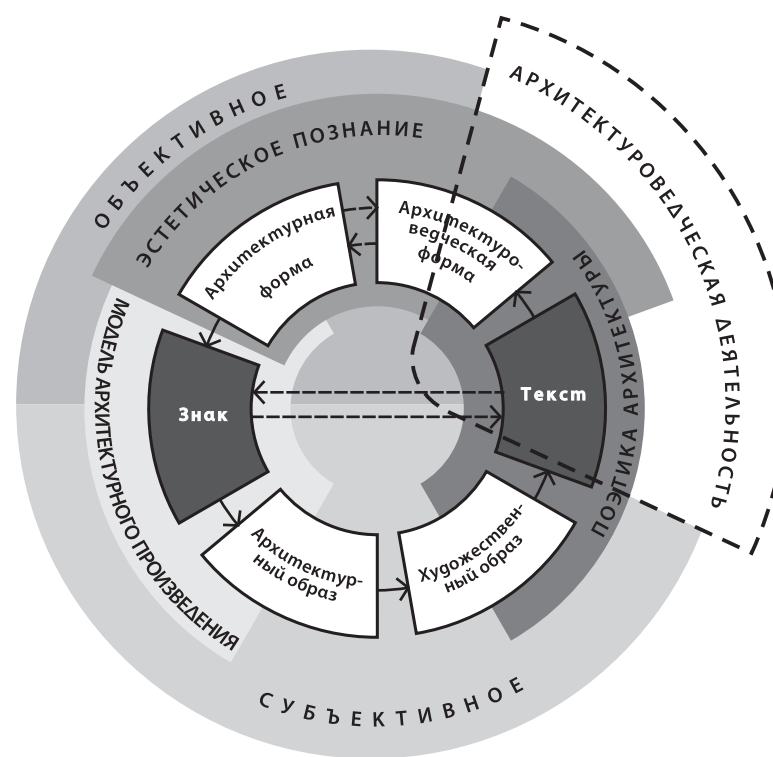 АРХИТЕКТУРОВЕДЧЕСКАЯ ДЕЯТЕЛЬНОСТЬ
ОБЪЕКТИВНОЕ
ЭСТЕТИЧЕСКОЕ ПОЗНАНИЕ
Архитектурная
форма
Архитектуро-
ведческая
форма
ПОЭТИКА АРХИТЕКТУРЫ
МОДЕЛЬ АРХИТЕКТУРНОГО ПРОИЗВЕДЕНИЯ
Знак
Текст
Архитектур-
ный образ
Художествен-
ный образ
СУБЪЕКТИВНОЕ